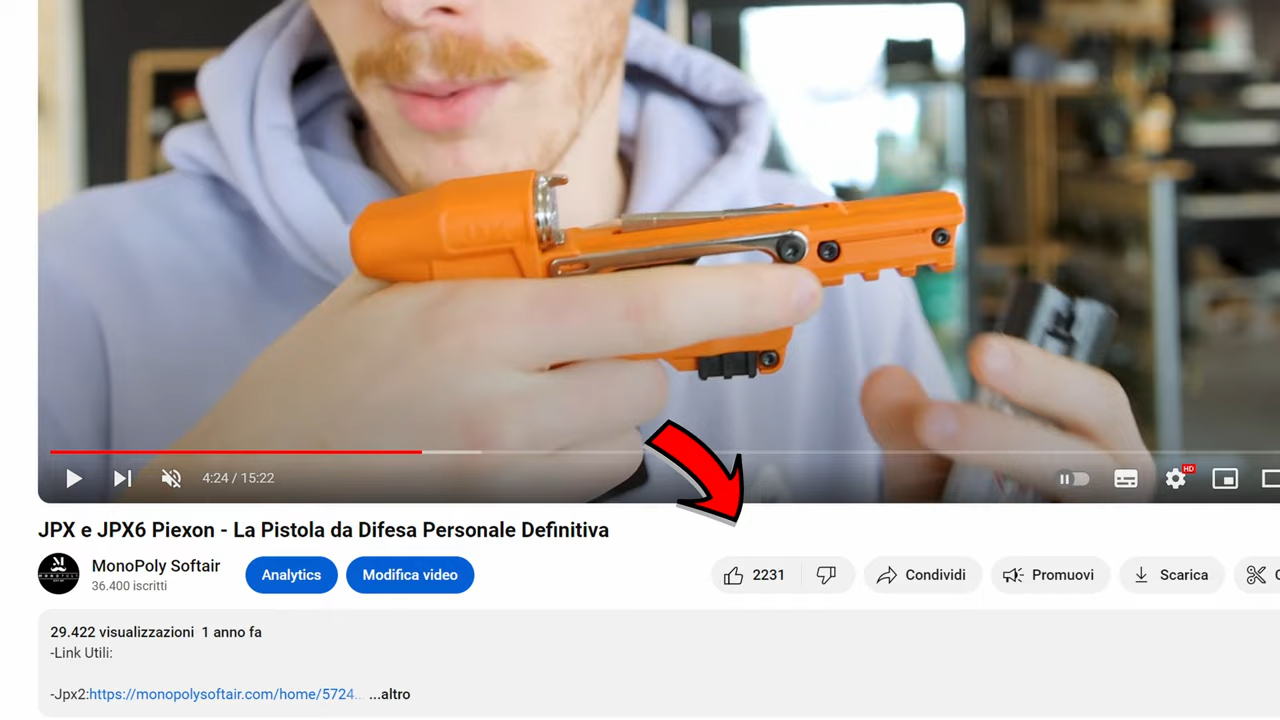 4:24 / 15:22
HD
JPX e JPX6 Piexon - La Pistola da Difesa Personale Definitiva
MonoPoly Softair
36.400 iscritti
Analytics
Modifica video
2231
Condividi
Promuovi
Scarica
29.422 visualizzazioni 1 anno fa
-Link Utili:
-Jpx2:https://monopolysoftair.com/home/5724... ...altro